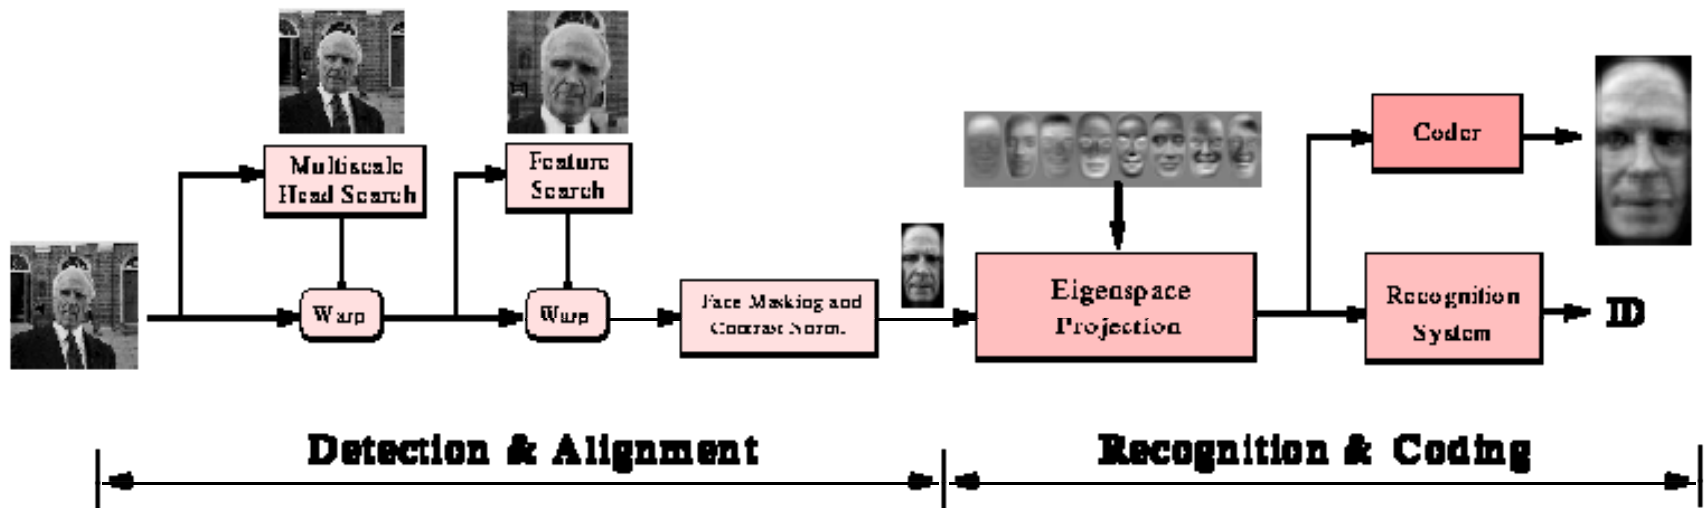 Multiscale
Head Search
Feature
Search
Warp
Warp
Face Masking and
Contrast Norm.
Eigenspace
Projection
Coder
Recognition
System
ID
Detection & Alignment
Recognition & Coding